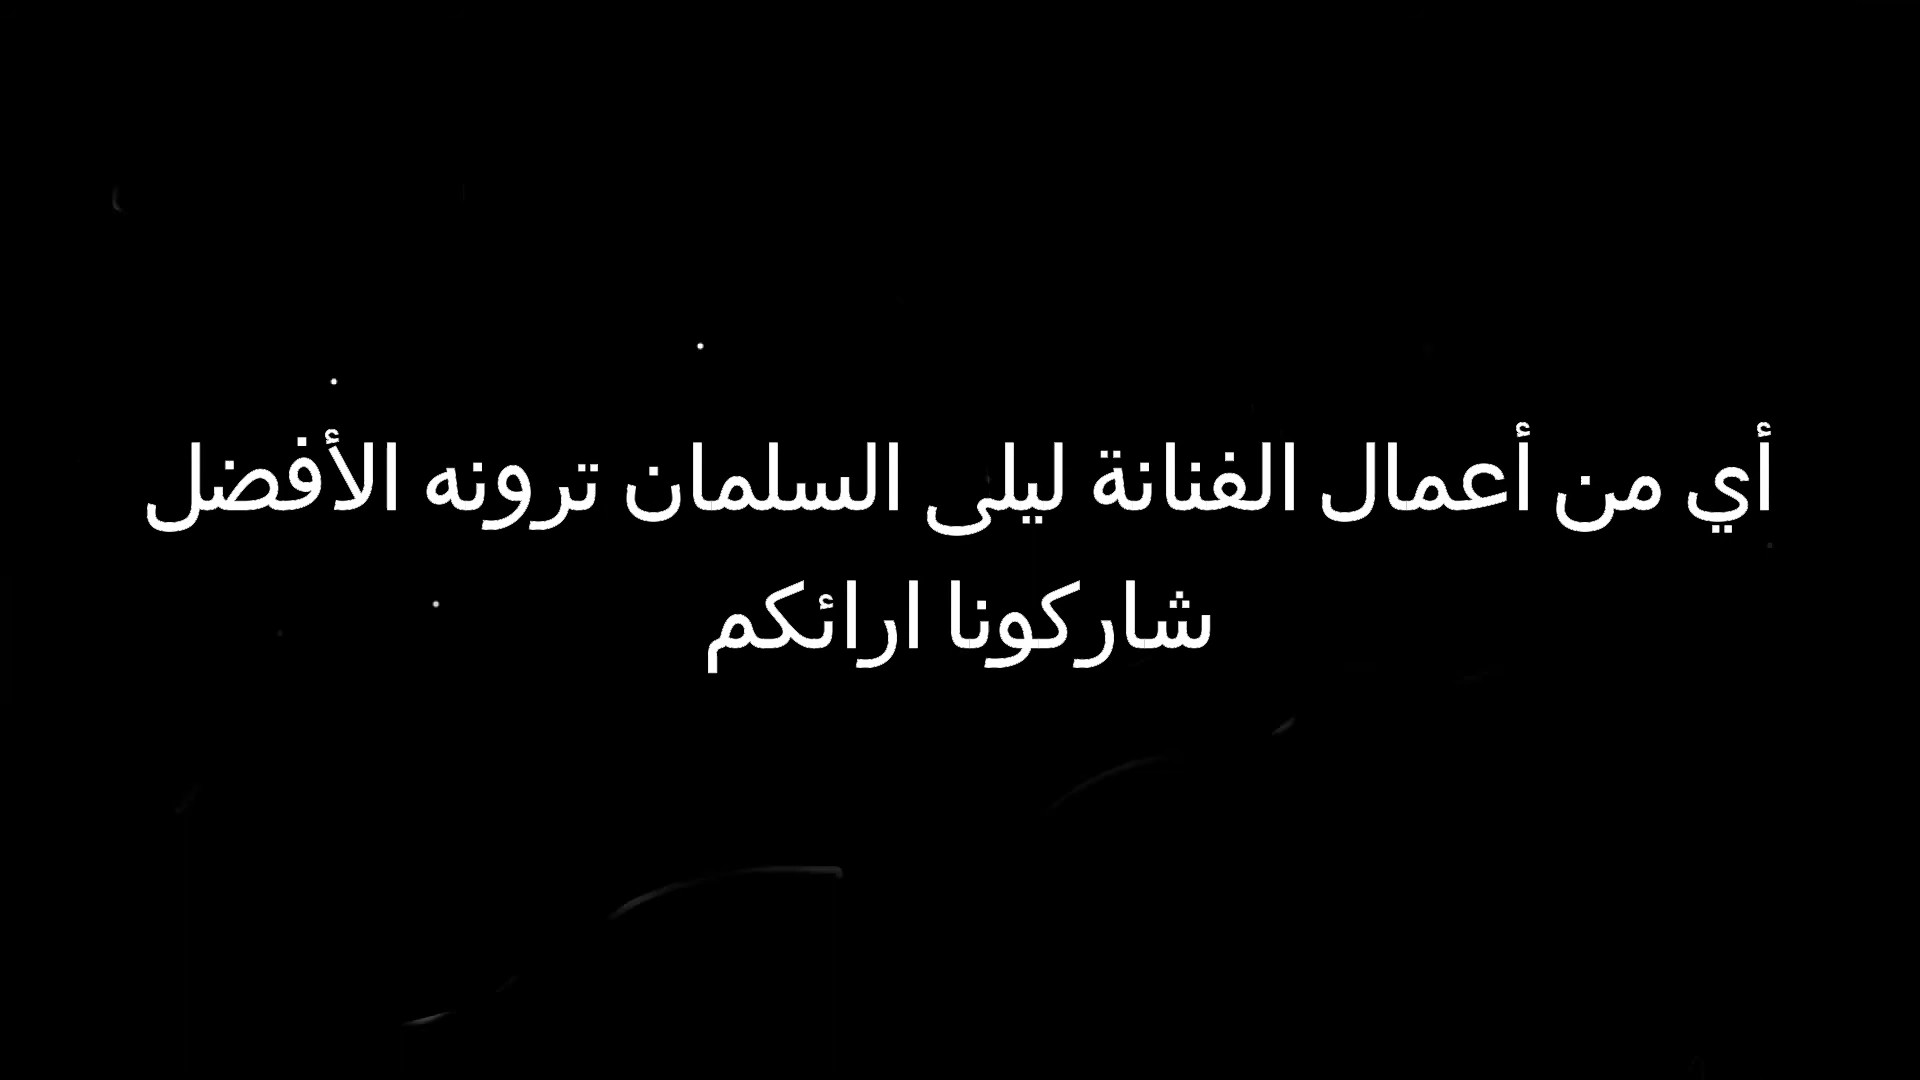 أي من أعمال الفنانة ليلى السلمان ترونه الأفضل
شاركونا ارائكم